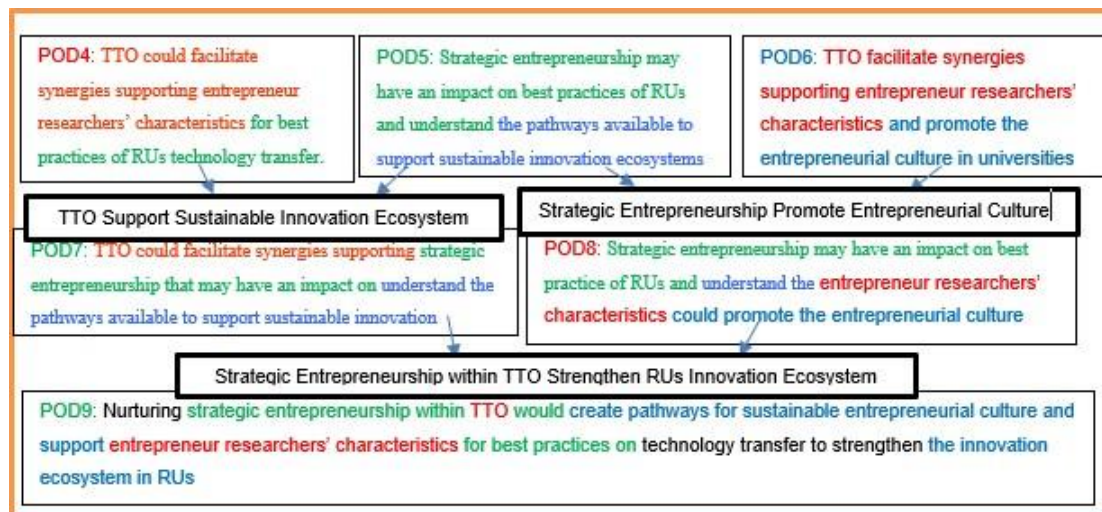 POD4: TTO could facilitate
synergies supporting entrepreneur
researchers' characteristics for best
practices of RUs technology transfer.
POD5: Strategic entrepreneurship may
have an impact on best practices of RUs
and understand the pathways available to
support sustainable innovation ecosystems
POD6: TTO facilitate synergies
supporting entrepreneur researchers'
characteristics and promote the
entrepreneurial culture in universities
TTO Support Sustainable Innovation Ecosystem
Strategic Entrepreneurship Promote Entrepreneurial Culture
POD7: TTO could facilitate synergies supporting strategic
entrepreneurship that may have an impact on understand the
pathways available to support sustainable innovation
POD8: Strategic entrepreneurship may have an impact on best
practice of RUs and understand the entrepreneur researchers'
characteristics could promote the entrepreneurial culture
Strategic Entrepreneurship within TTO Strengthen RUs Innovation Ecosystem
POD9: Nurturing strategic entrepreneurship within TTO would create pathways for sustainable entrepreneurial culture and
support entrepreneur researchers' characteristics for best practices on technology transfer to strengthen the innovation
ecosystem in RUs